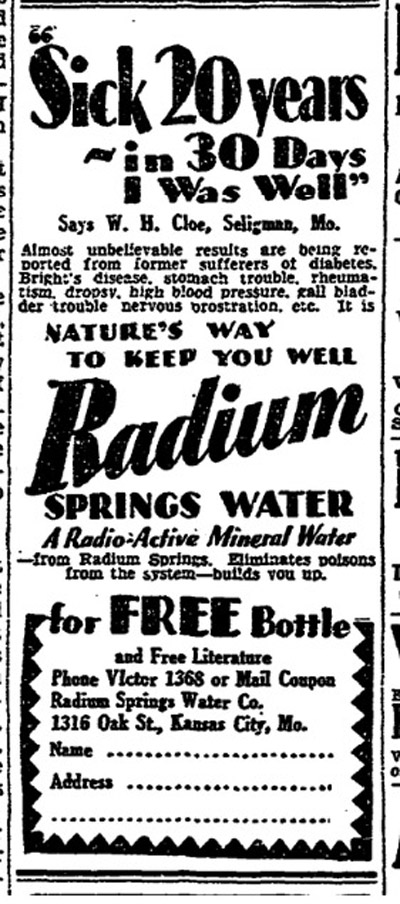 "Sick 20 years
~in 30 Days
I Was Well"
Says W. H. Cloe, Seligman, Mo.
Almost unbelievable results are being re-
ported from former sufferers of diabetes,
Bright's disease, stomach trouble, rheuma-
tism, dropsy, high blood pressure, gall blad-
der trouble nervous prostration, etc. It is
NATURE'S WAY
TO KEEP YOU WELL
Radium
SPRINGS WATER
A Radio-Active Mineral Water
—from Radium Springs. Eliminates poisons
from the system—builds you up.
for FREE Bottle
and Free Literature
Phone VIctor 1368 or Mail Coupon
Radium Springs Water Co.
1316 Oak St., Kansas City, Mo.
Name
Address